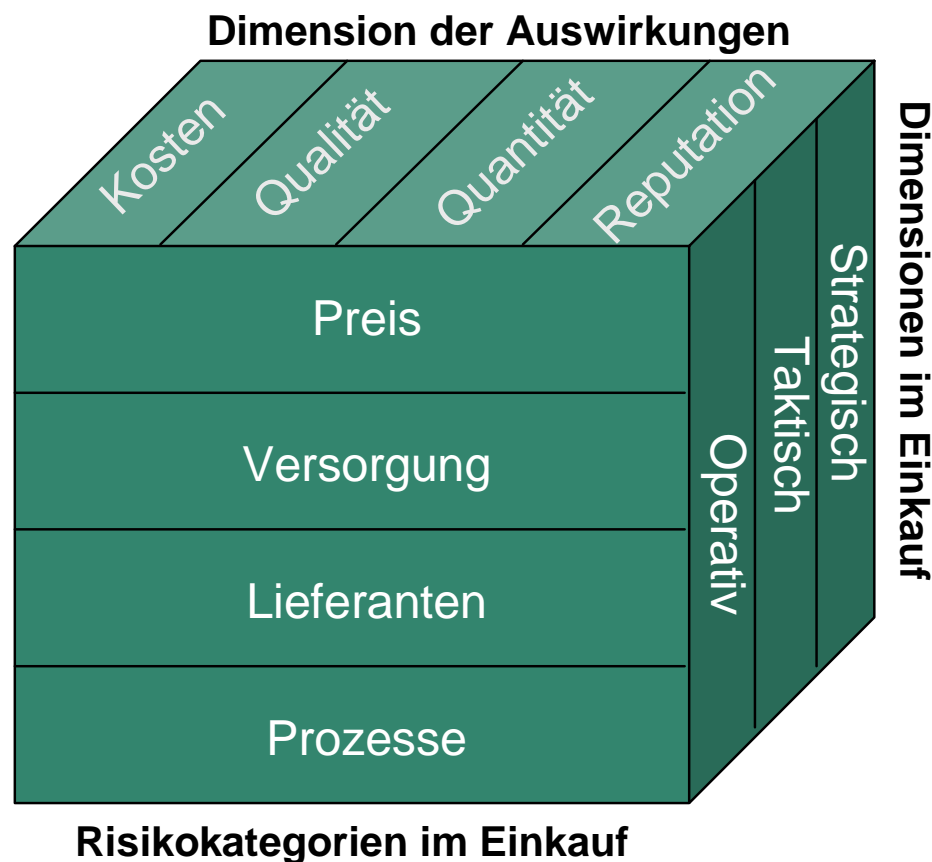 Dimension der Auswirkungen
Kosten
Qualität
Quantität
Reputation
Preis
Versorgung
Lieferanten
Prozesse
Operativ
Taktisch
Strategisch
Dimensionen im Einkauf
Risikokategorien im Einkauf